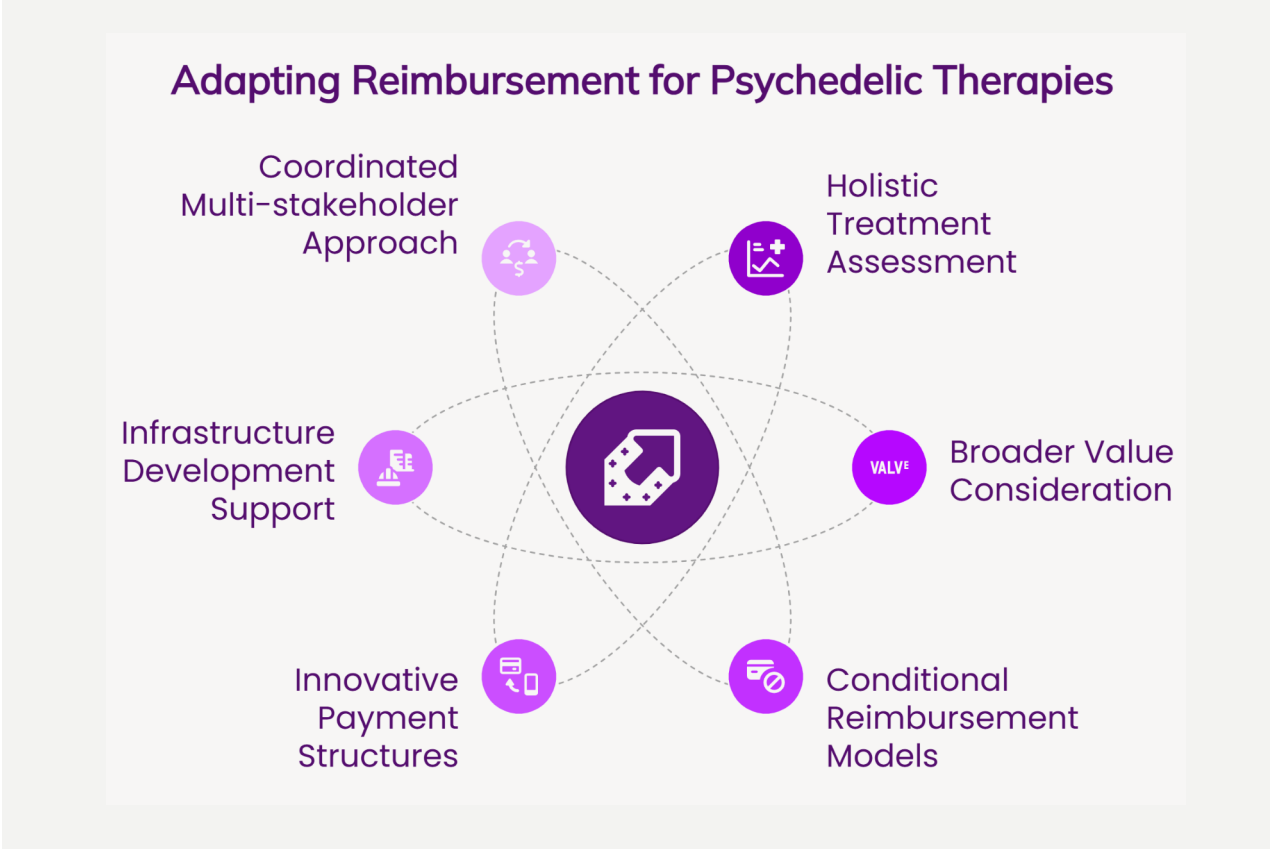 Adapting Reimbursement for Psychedelic Therapies
Coordinated
Multi-stakeholder
Approach
Holistic
Treatment
Assessment
Infrastructure
Development
Support
VALVE
Broader Value
Consideration
Innovative
Payment
Structures
Conditional
Reimbursement
Models
$